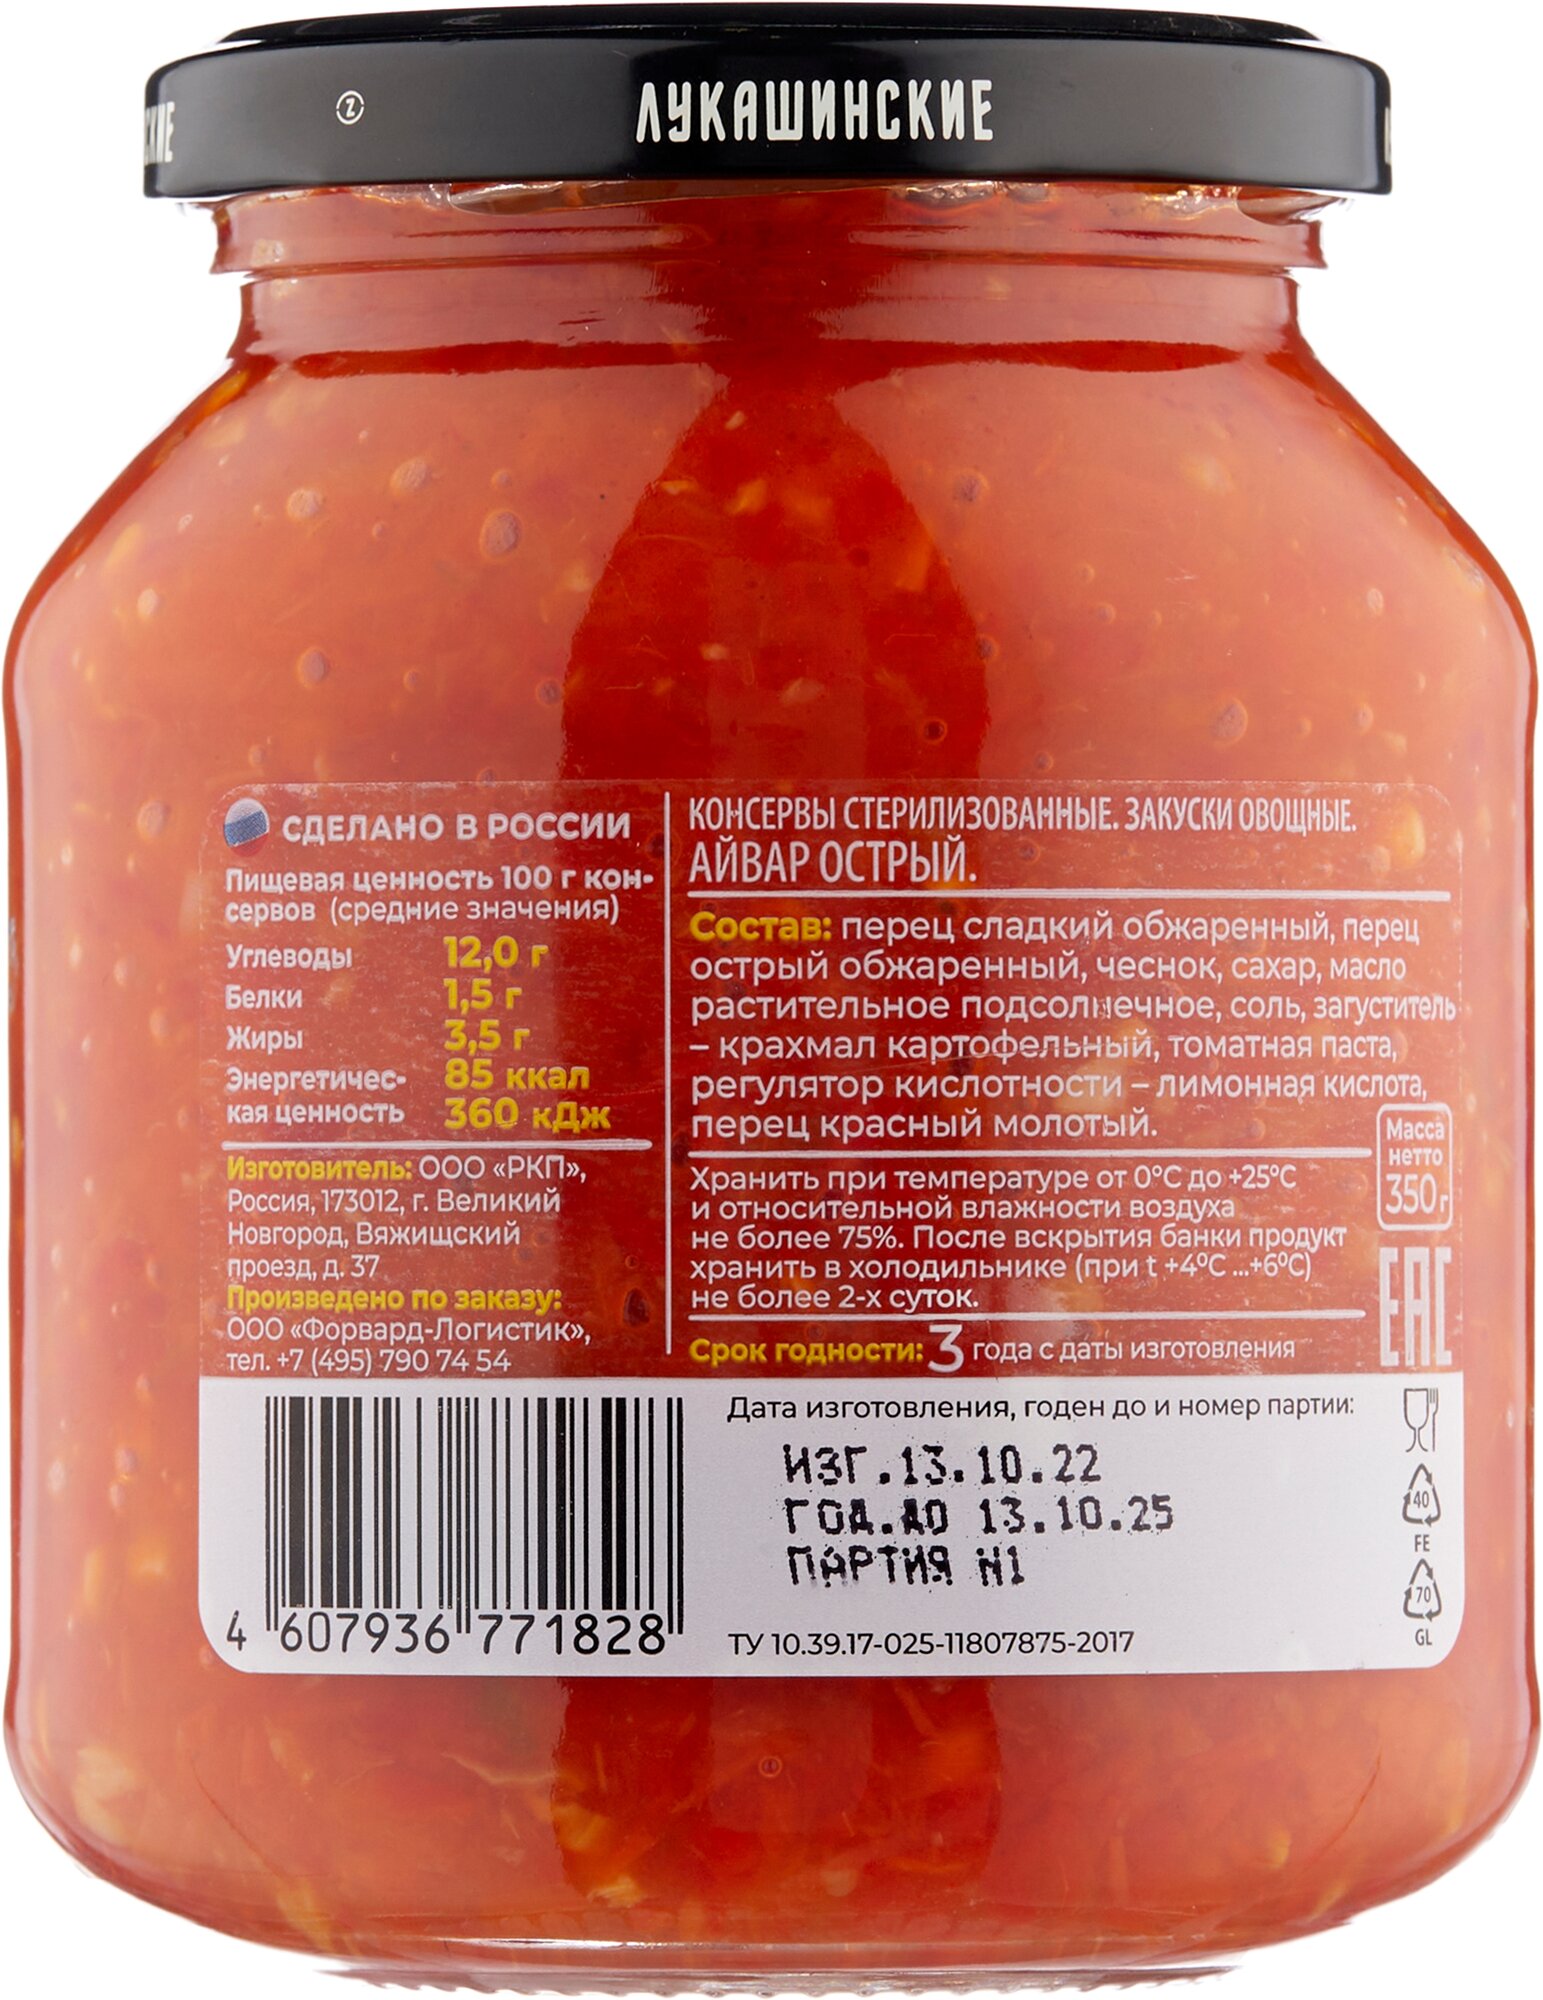 ЛУКАШИНСКИЕ
СДЕЛАНО В РОССИИ
Пищевая ценность 100 г кон-
сервов (средние значения)
Углеводы 12,0 г
Белки 1,5 г
Жиры 3,5 г
Энергетичес- 85 ккал
кая ценность 360 кДж
Изготовитель: ООО «РКП»,
Россия, 173012, г. Великий
Новгород, Вяжищский
проезд, д. 37
Произведено по заказу:
ООО «Форвард-Логистик»,
тел. +7 (495) 790 74 54
КОНСЕРВЫ СТЕРИЛИЗОВАННЫЕ. ЗАКУСКИ ОВОЩНЫЕ.
АЙВАР ОСТРЫЙ.
Состав: перец сладкий обжаренный, перец
острый обжаренный, чеснок, сахар, масло
растительное подсолнечное, соль, загуститель
– крахмал картофельный, томатная паста,
регулятор кислотности – лимонная кислота,
перец красный молотый.
Масса
нетто
350 г
Хранить при температуре от 0°С до +25°С
и относительной влажности воздуха
не более 75%. После вскрытия банки продукт
хранить в холодильнике (при t +4°С ...+6°С)
не более 2-х суток.
EAC
Срок годности: 3 года с даты изготовления
Дата изготовления, годен до и номер партии:
ИЗГ.13.10.22
ГОД.ДО 13.10.25
ПАРТИЯ N1
ТУ 10.39.17-025-11807875-2017
4 607936 771828
40
FE
70
GL